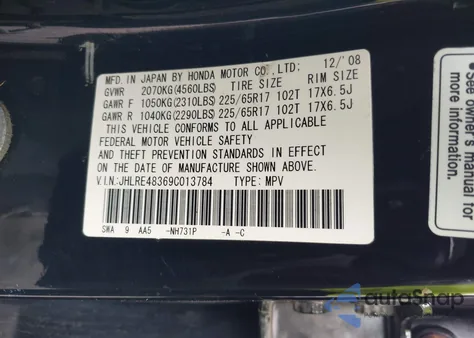 MFD. IN JAPAN BY HONDA MOTOR CO., LTD: 12/'08
GVWR 2070KG(4560LBS) TIRE SIZE RIM SIZE
GAWR F 1050KG(2310LBS) 225/65R17 102T 17X6.5J
GAWR R 1040KG(2290LBS) 225/65R17 102T 17X6.5J
THIS VEHICLE CONFORMS TO ALL APPLICABLE
FEDERAL MOTOR VEHICLE SAFETY
AND THEFT PREVENTION STANDARDS IN EFFECT
ON THE DATE OF MANUFACTURE SHOWN ABOVE.
V.I.N.:JHLRE48369C013784 TYPE: MPV
SWA 9 AA5 -NH731P -A -C
•See
owner's
manual
for more
information.
autoSnap